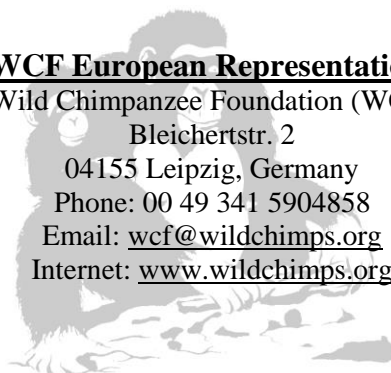 WCF European Representati
Wild Chimpanzee Foundation (WC
Bleichertstr. 2
04155 Leipzig, Germany
Phone: 00 49 341 5904858
Email: wcf@wildchimps.org
Internet: www.wildchimps.org